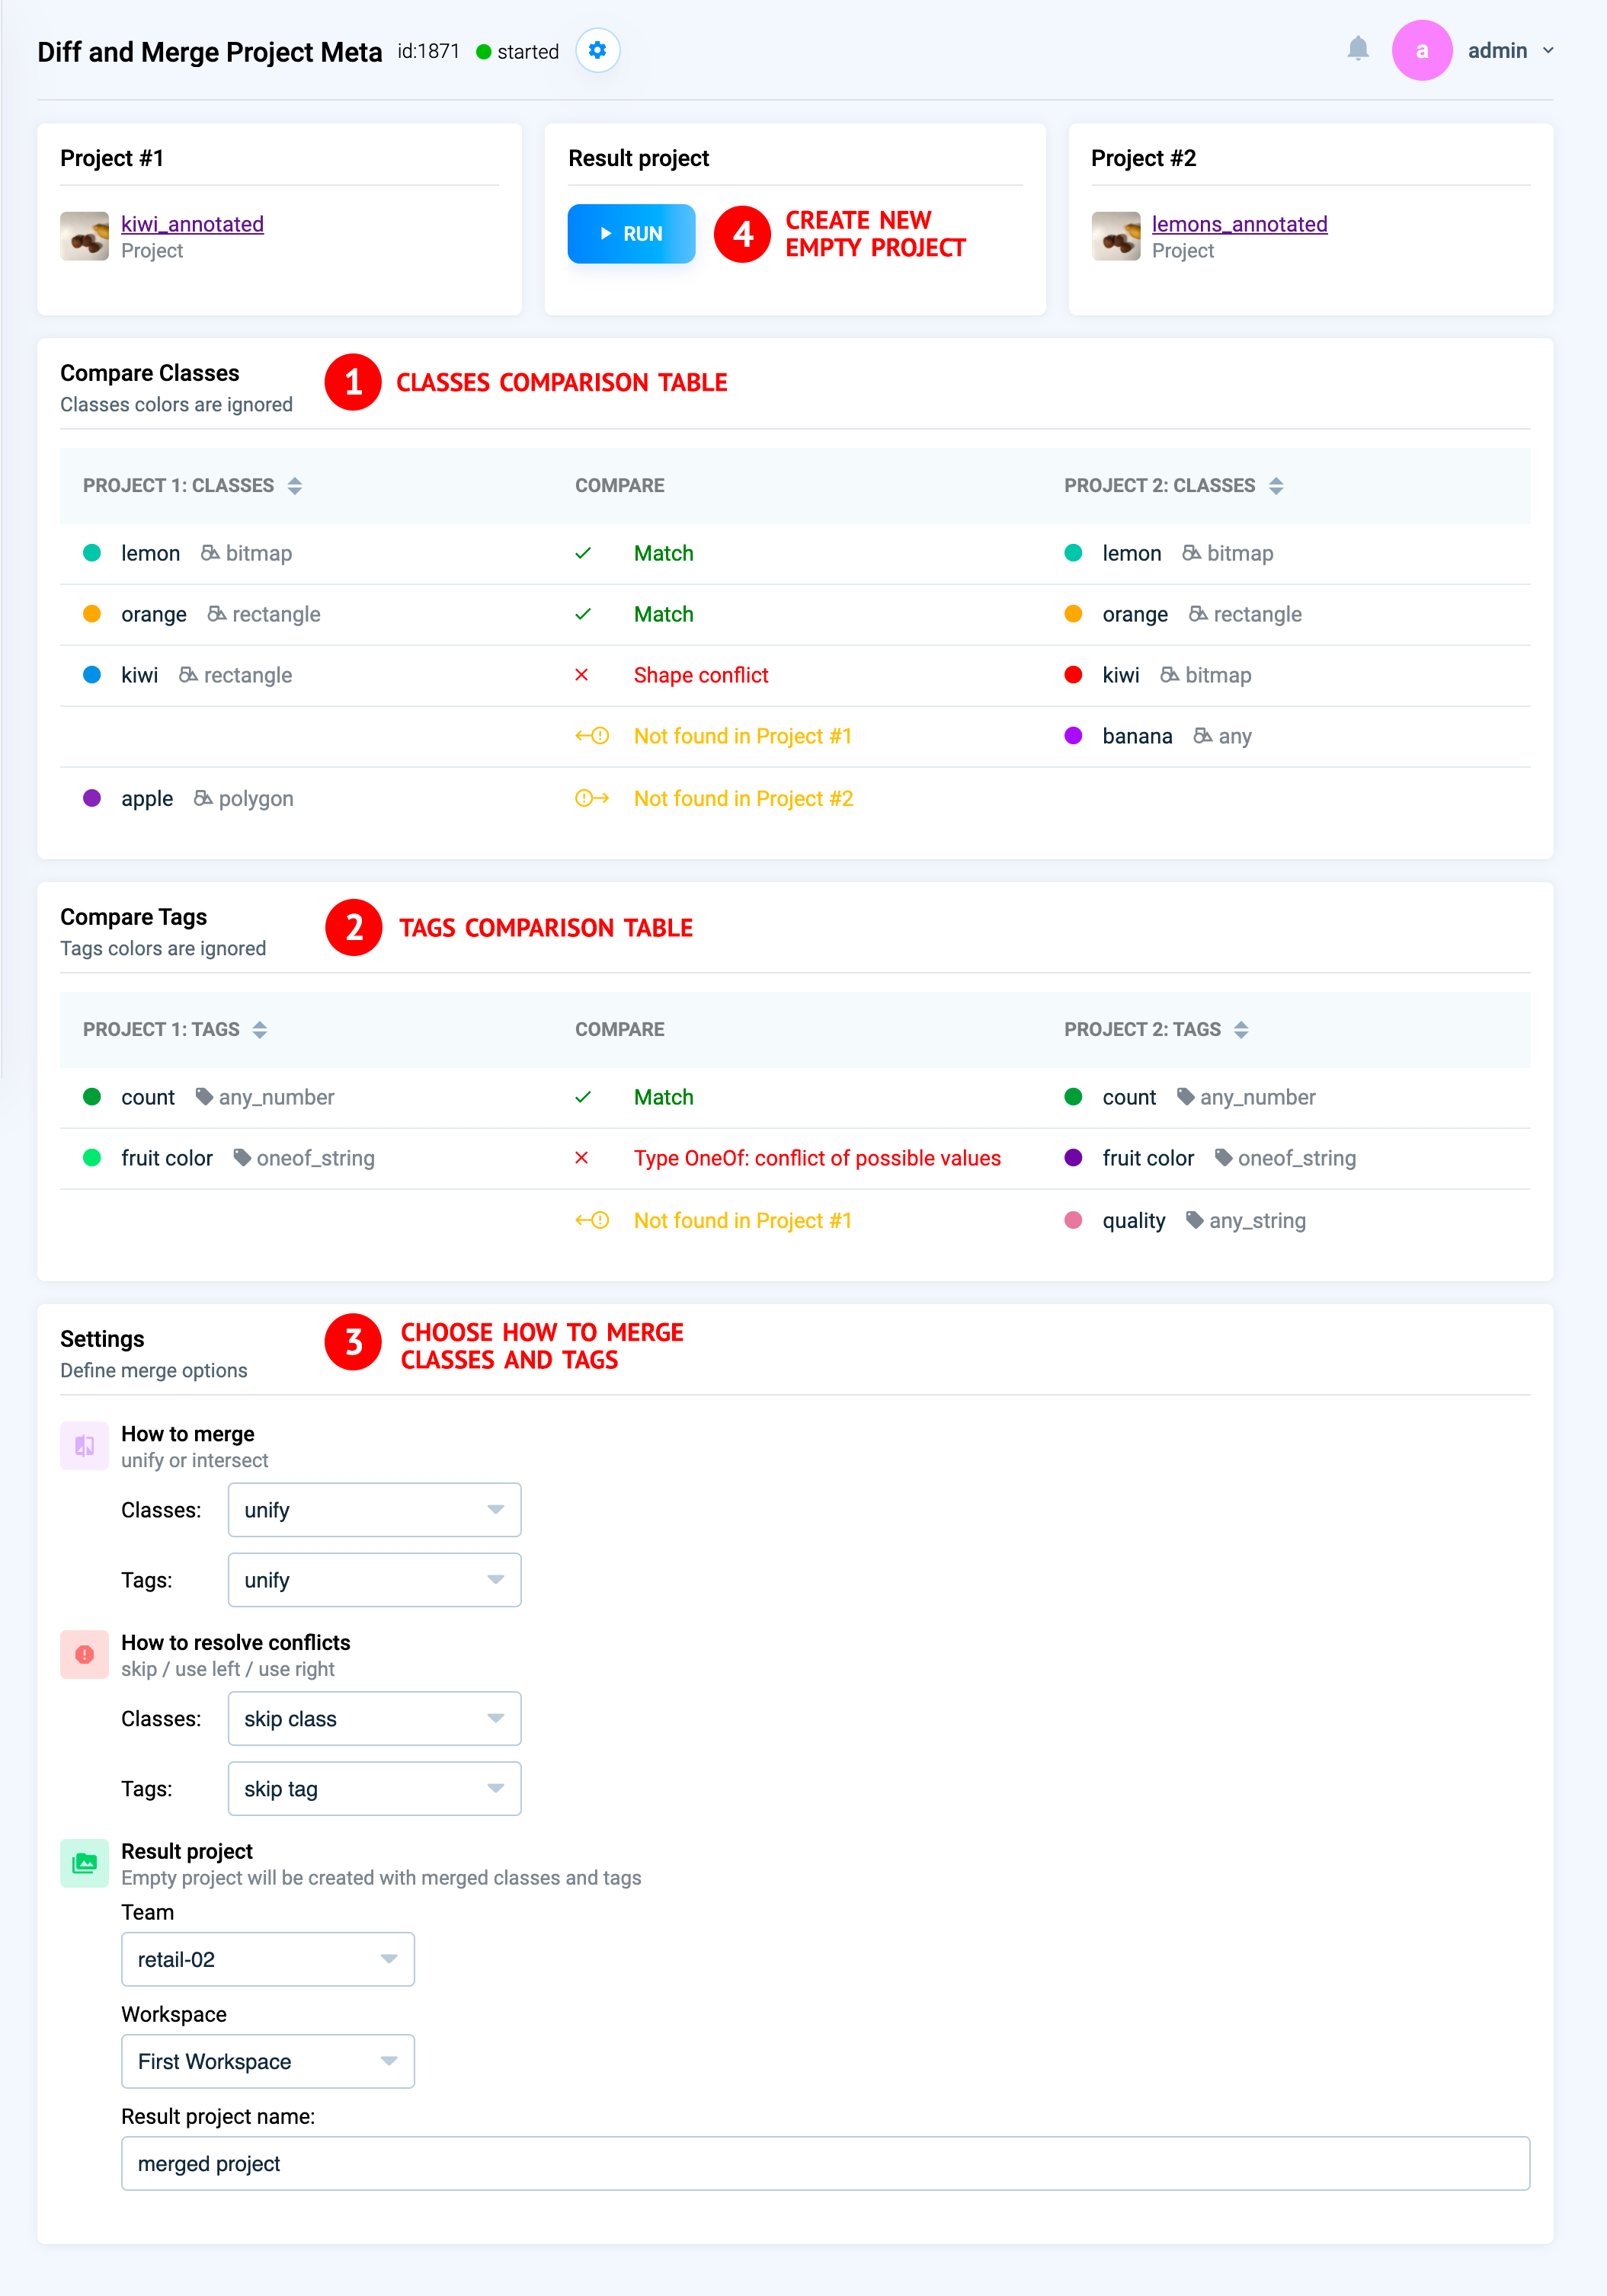 Diff and Merge Project Meta id:1871 started
a admin
Project #1
kiwi_annotated
Project
Result project
RUN
4 CREATE NEW
EMPTY PROJECT
Project #2
lemons_annotated
Project
Compare Classes
Classes colors are ignored
1 CLASSES COMPARISON TABLE
PROJECT 1: CLASSES COMPARE PROJECT 2: CLASSES
lemon bitmap Match lemon bitmap
orange rectangle Match orange rectangle
kiwi rectangle Shape conflict kiwi bitmap
Not found in Project #1 banana any
apple polygon Not found in Project #2
Compare Tags
Tags colors are ignored
2 TAGS COMPARISON TABLE
PROJECT 1: TAGS COMPARE PROJECT 2: TAGS
count any_number Match count any_number
fruit color oneof_string Type OneOf: conflict of possible values fruit color oneof_string
Not found in Project #1 quality any_string
Settings
Define merge options
3 CHOOSE HOW TO MERGE
CLASSES AND TAGS
How to merge
unify or intersect
Classes: unify
Tags: unify
How to resolve conflicts
skip / use left / use right
Classes: skip class
Tags: skip tag
Result project
Empty project will be created with merged classes and tags
Team
retail-02
Workspace
First Workspace
Result project name:
merged project